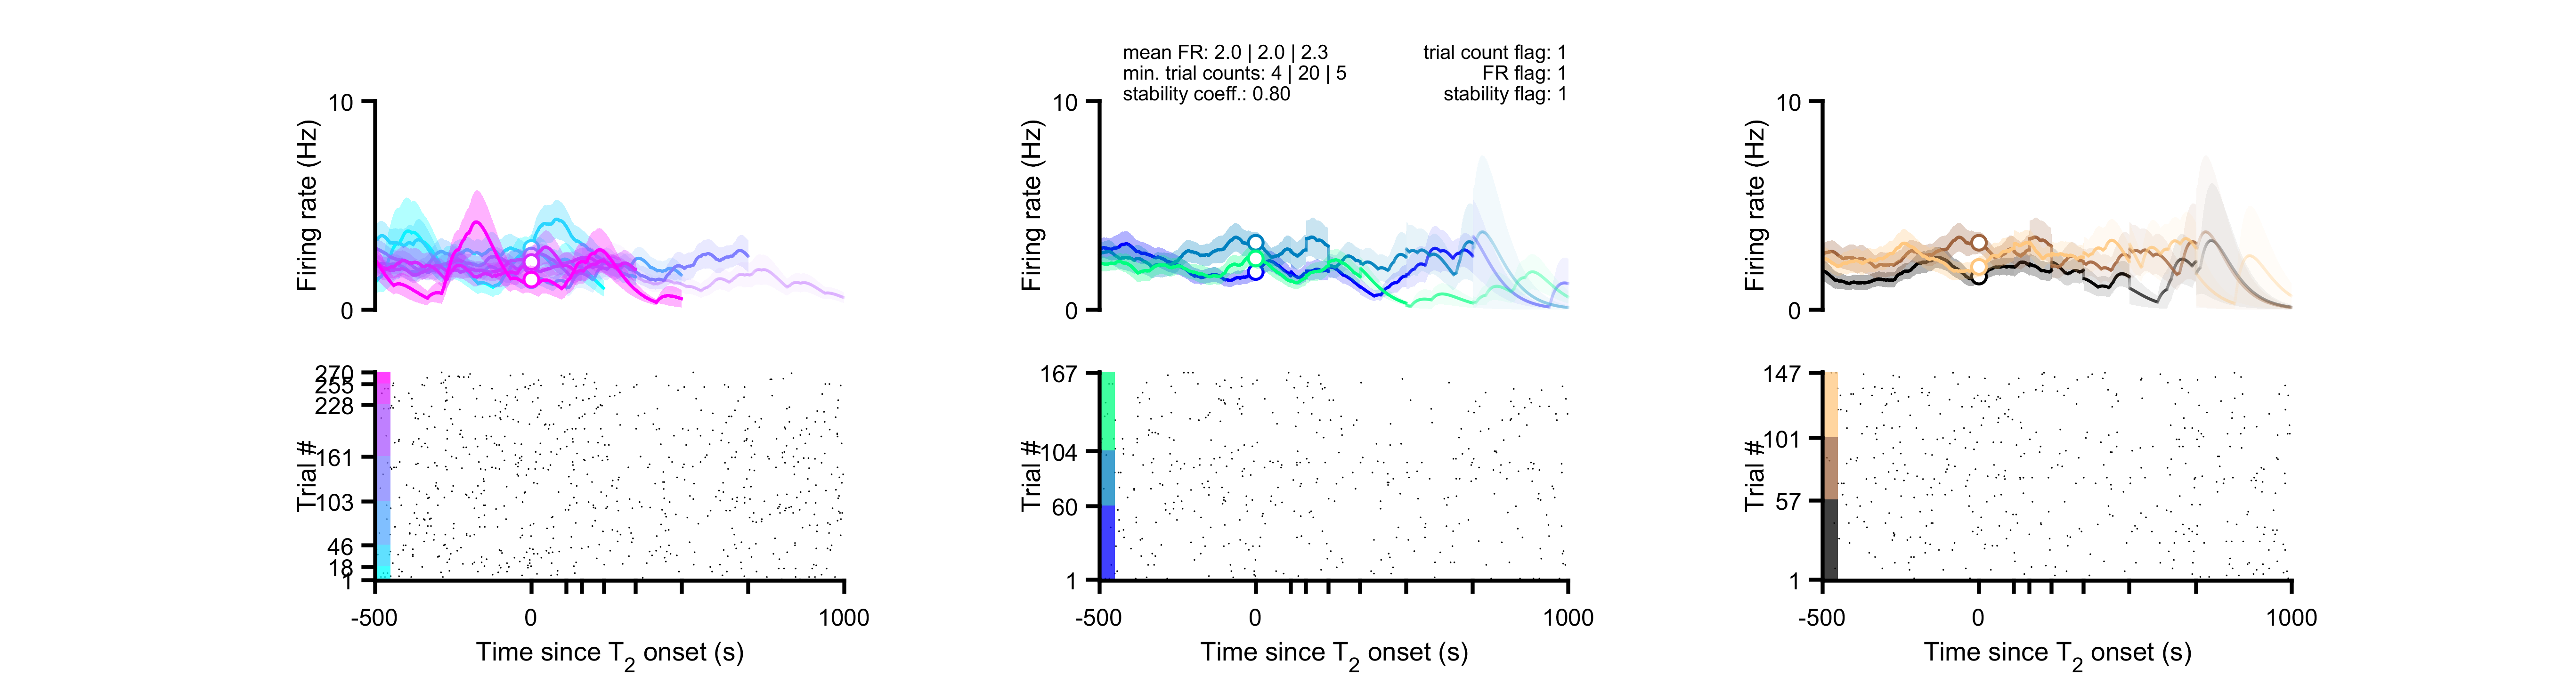 mean FR: 2.0 | 2.0 | 2.3
min. trial counts: 4 | 20 | 5
stability coeff.: 0.80
trial count flag: 1
FR flag: 1
stability flag: 1
Firing rate (Hz)
10
0
Firing rate (Hz)
10
0
Firing rate (Hz)
10
0
Trial #
270
255
228
161
103
46
18
1
-500
0
1000
Time since T2 onset (s)
Trial #
167
104
60
1
-500
0
1000
Time since T2 onset (s)
Trial #
147
101
57
1
-500
0
1000
Time since T2 onset (s)